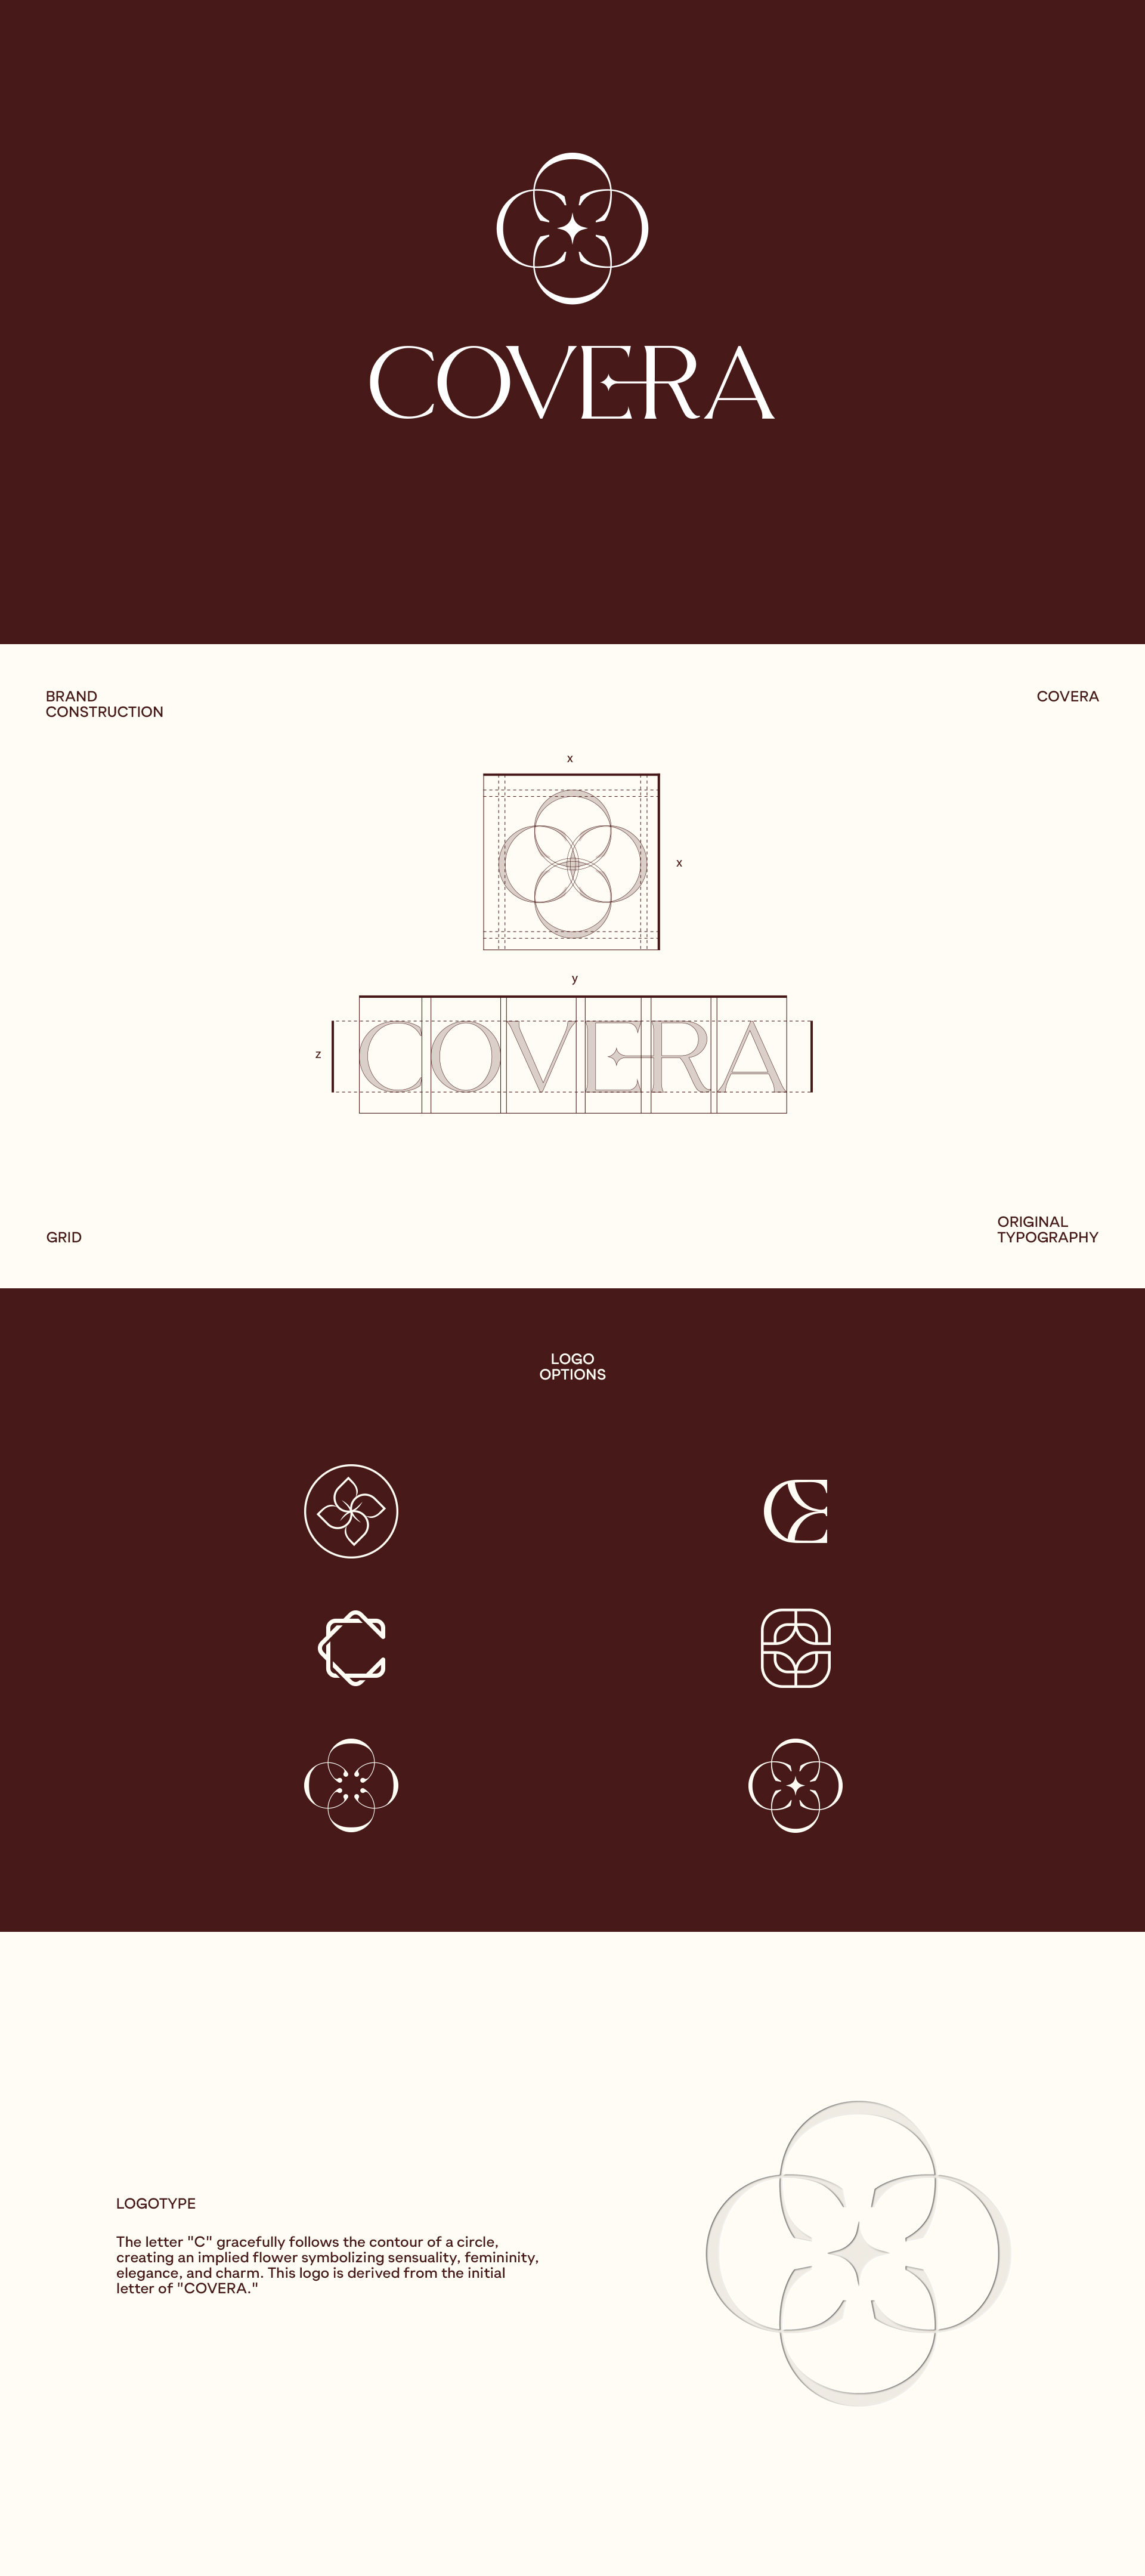 COVERA
BRAND
CONSTRUCTION
COVERA
x
x
y
z
COVERA
GRID
ORIGINAL
TYPOGRAPHY
LOGO
OPTIONS
LOGOTYPE
The letter "C" gracefully follows the contour of a circle,
creating an implied flower symbolizing sensuality, femininity,
elegance, and charm. This logo is derived from the initial
letter of "COVERA."